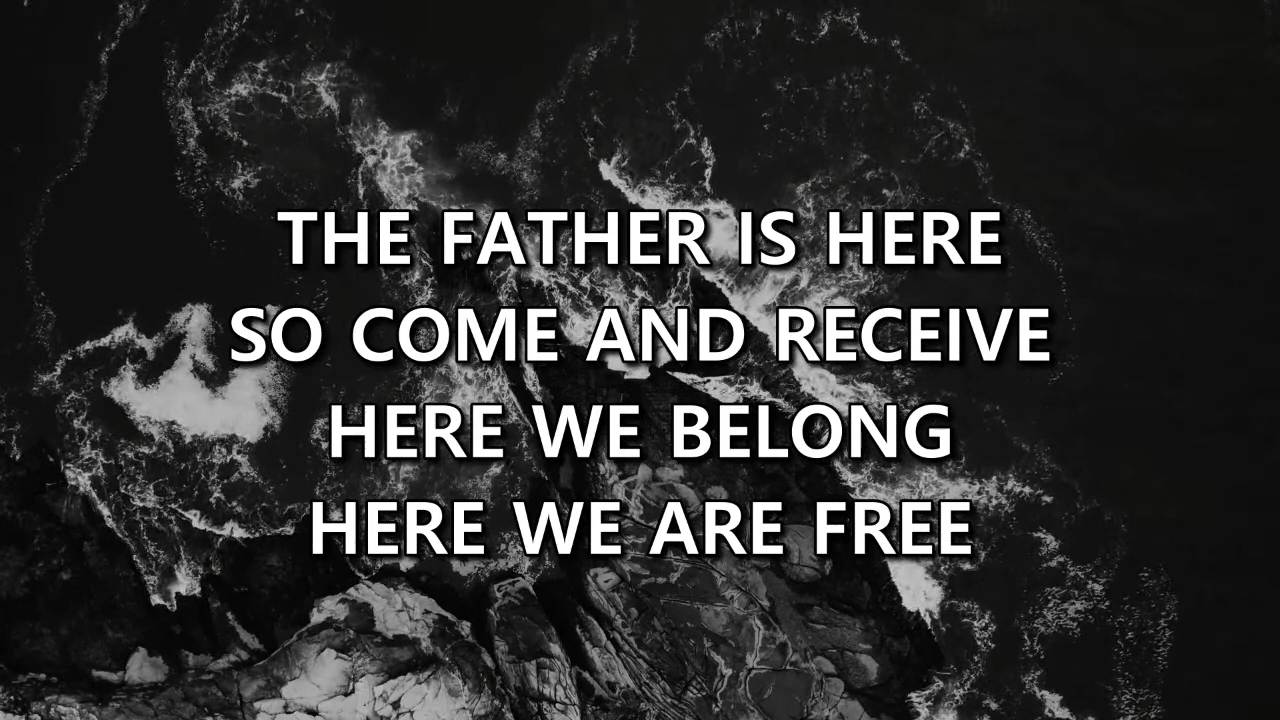 THE FATHER IS HERE
SO COME AND RECEIVE
HERE WE BELONG
HERE WE ARE FREE